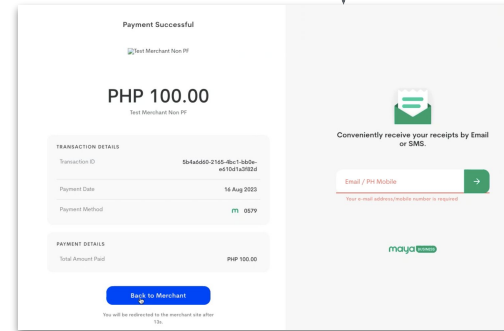 Payment Successful
Test Merchant Non PF
PHP 100.00
Test Merchant Non PF
TRANSACTION DETAILS
Transaction ID 5b4a6d60-2165-4bc1-bb0e-
e610d1a3f82d
Payment Date 16 Aug 2023
Payment Method m 0579
PAYMENT DETAILS
Total Amount Paid PHP 100.00
Back to Merchant
You will be redirected to the merchant site after
13s.
Conveniently receive your receipts by Email
or SMS.
Email / PH Mobile
Your e-mail address/mobile number is required
maya BUSINESS